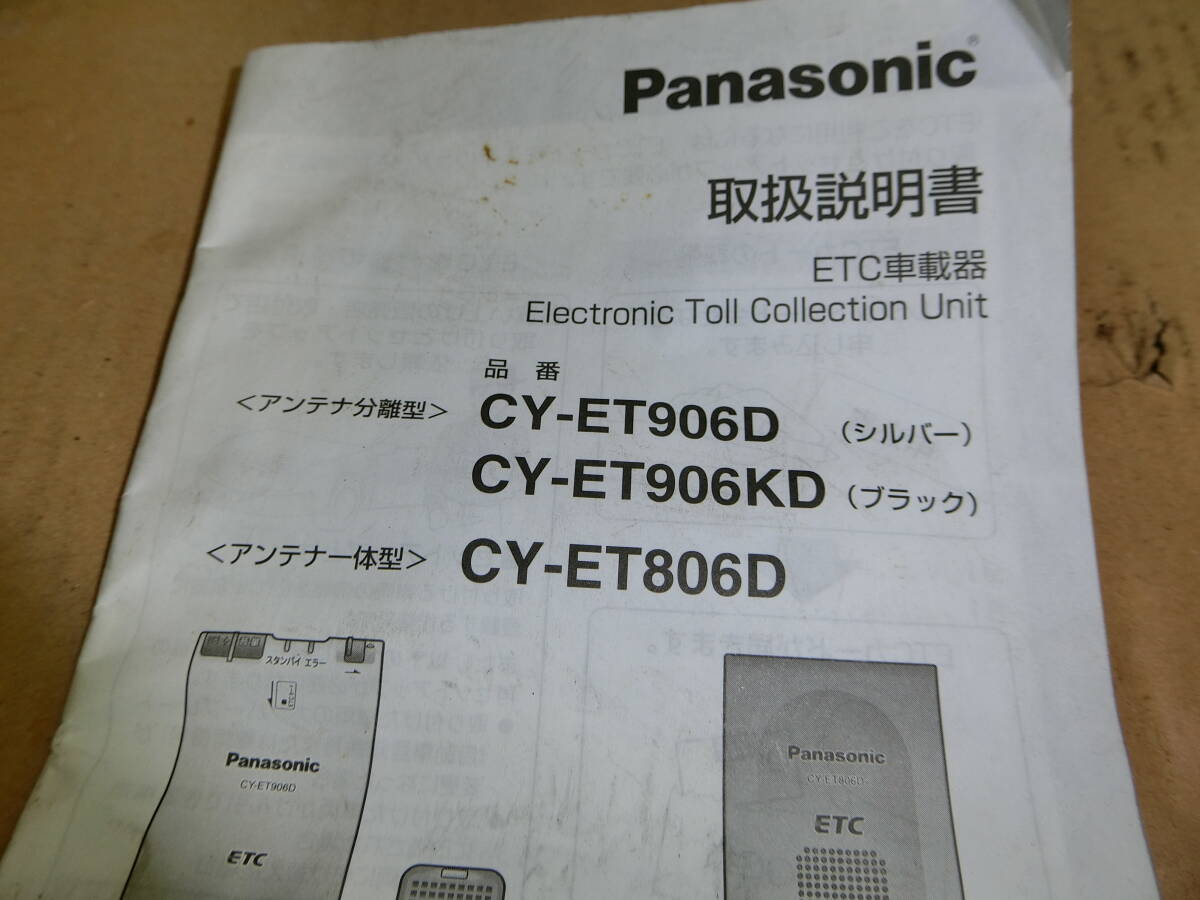 Panasonic®
取扱説明書
ETC車載器
Electronic Toll Collection Unit
品 番
＜アンテナ分離型＞ CY-ET906D （シルバー）
CY-ET906KD （ブラック）
＜アンテナ一体型＞ CY-ET806D
スタンバイ エラー
Panasonic
CY-ET906D
ETC
Panasonic
CY-ET806D
ETC